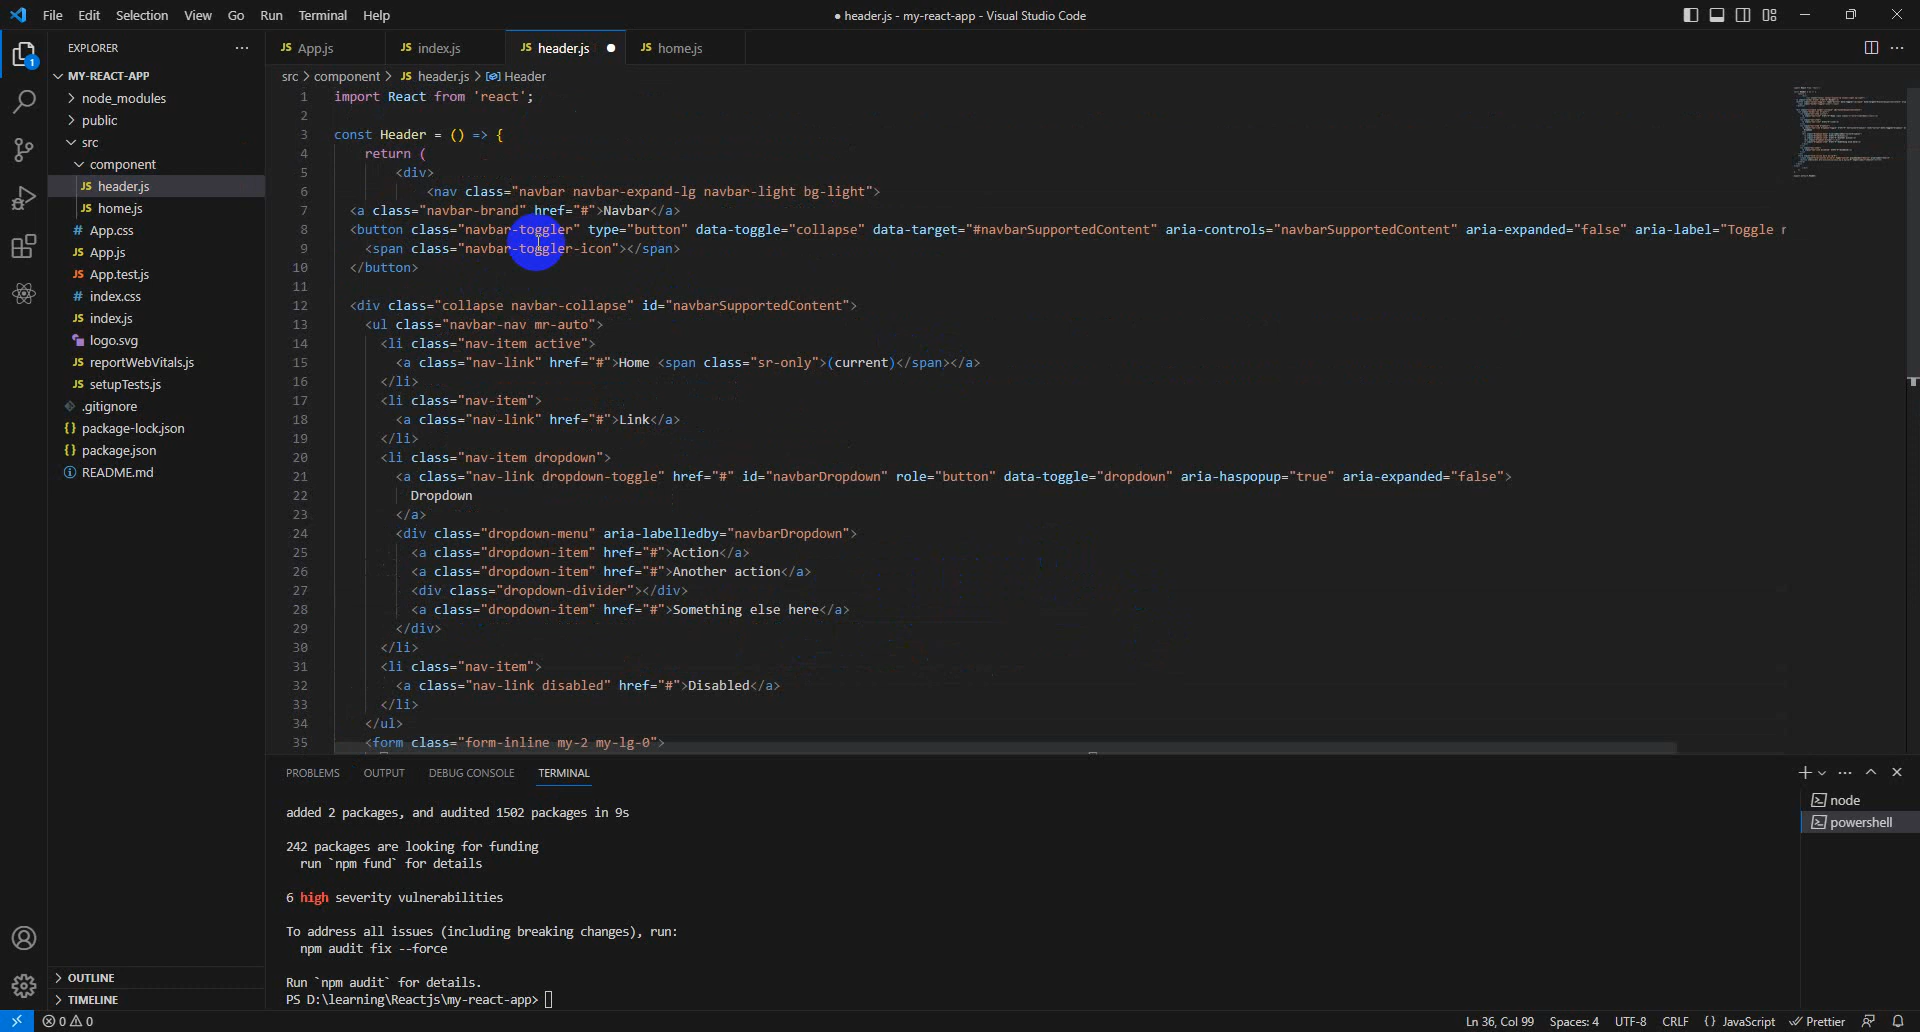 File Edit Selection View Go Run Terminal Help
● header.js - my-react-app - Visual Studio Code
EXPLORER
MY-REACT-APP
node_modules
public
src
component
JS header.js
JS home.js
# App.css
JS App.js
JS App.test.js
# index.css
JS index.js
logo.svg
JS reportWebVitals.js
JS setupTests.js
.gitignore
{} package-lock.json
{} package.json
README.md
OUTLINE
TIMELINE
1
JS App.js JS index.js JS header.js ● JS home.js
src > component > JS header.js > Header
1 import React from 'react';
2
3 const Header = () => {
4 return (
5 <div>
6 <nav class="navbar navbar-expand-lg navbar-light bg-light">
7 <a class="navbar-brand" href="#">Navbar</a>
8 <button class="navbar-toggler" type="button" data-toggle="collapse" data-target="#navbarSupportedContent" aria-controls="navbarSupportedContent" aria-expanded="false" aria-label="Toggle
9 <span class="navbar-toggler-icon"></span>
10 </button>
11
12 <div class="collapse navbar-collapse" id="navbarSupportedContent">
13 <ul class="navbar-nav mr-auto">
14 <li class="nav-item active">
15 <a class="nav-link" href="#">Home <span class="sr-only">(current)</span></a>
16 </li>
17 <li class="nav-item">
18 <a class="nav-link" href="#">Link</a>
19 </li>
20 <li class="nav-item dropdown">
21 <a class="nav-link dropdown-toggle" href="#" id="navbarDropdown" role="button" data-toggle="dropdown" aria-haspopup="true" aria-expanded="false">
22 Dropdown
23 </a>
24 <div class="dropdown-menu" aria-labelledby="navbarDropdown">
25 <a class="dropdown-item" href="#">Action</a>
26 <a class="dropdown-item" href="#">Another action</a>
27 <div class="dropdown-divider"></div>
28 <a class="dropdown-item" href="#">Something else here</a>
29 </div>
30 </li>
31 <li class="nav-item">
32 <a class="nav-link disabled" href="#">Disabled</a>
33 </li>
34 </ul>
35 <form class="form-inline my-2 my-lg-0">
PROBLEMS OUTPUT DEBUG CONSOLE TERMINAL
added 2 packages, and audited 1502 packages in 9s
242 packages are looking for funding
run `npm fund` for details
6 high severity vulnerabilities
To address all issues (including breaking changes), run:
npm audit fix --force
Run `npm audit` for details.
PS D:\learning\Reactjs\my-react-app>
node
powershell
0 0
Ln 36, Col 99 Spaces: 4 UTF-8 CRLF {} JavaScript Prettier